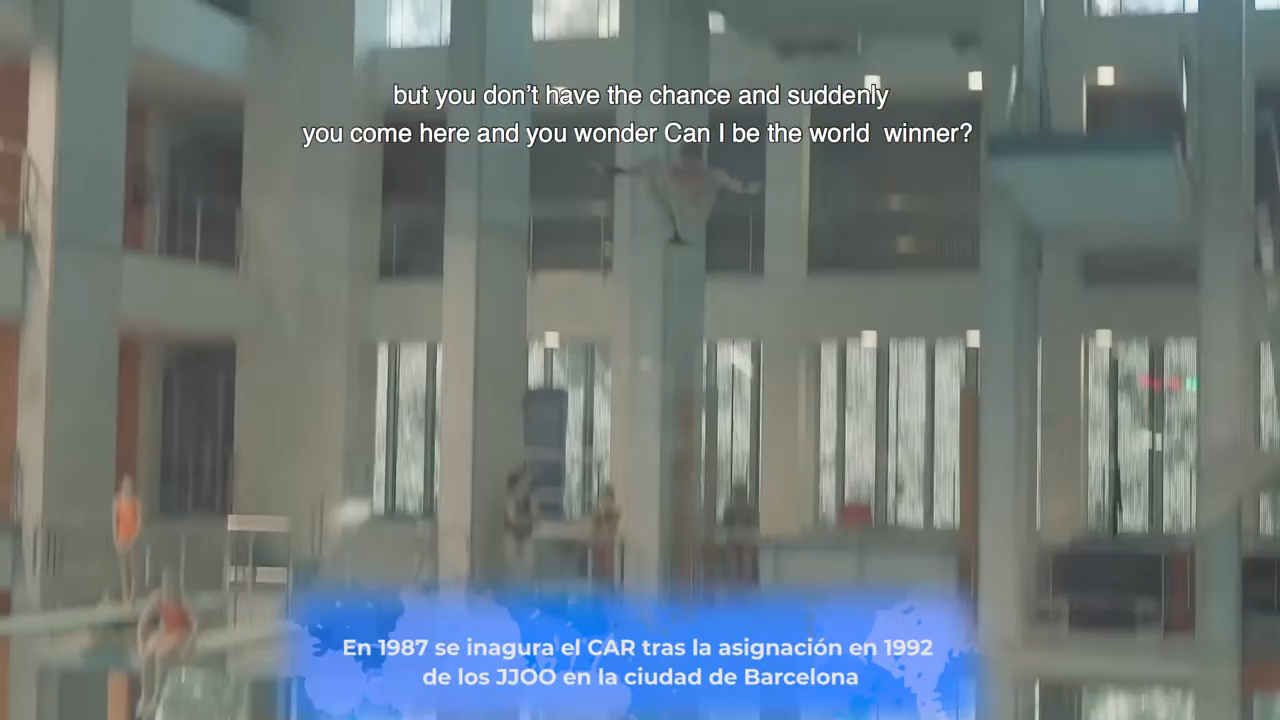 but you don't have the chance and suddenly
you come here and you wonder Can I be the world  winner?
En 1987 se inagura el CAR tras la asignación en 1992
de los JJOO en la ciudad de Barcelona